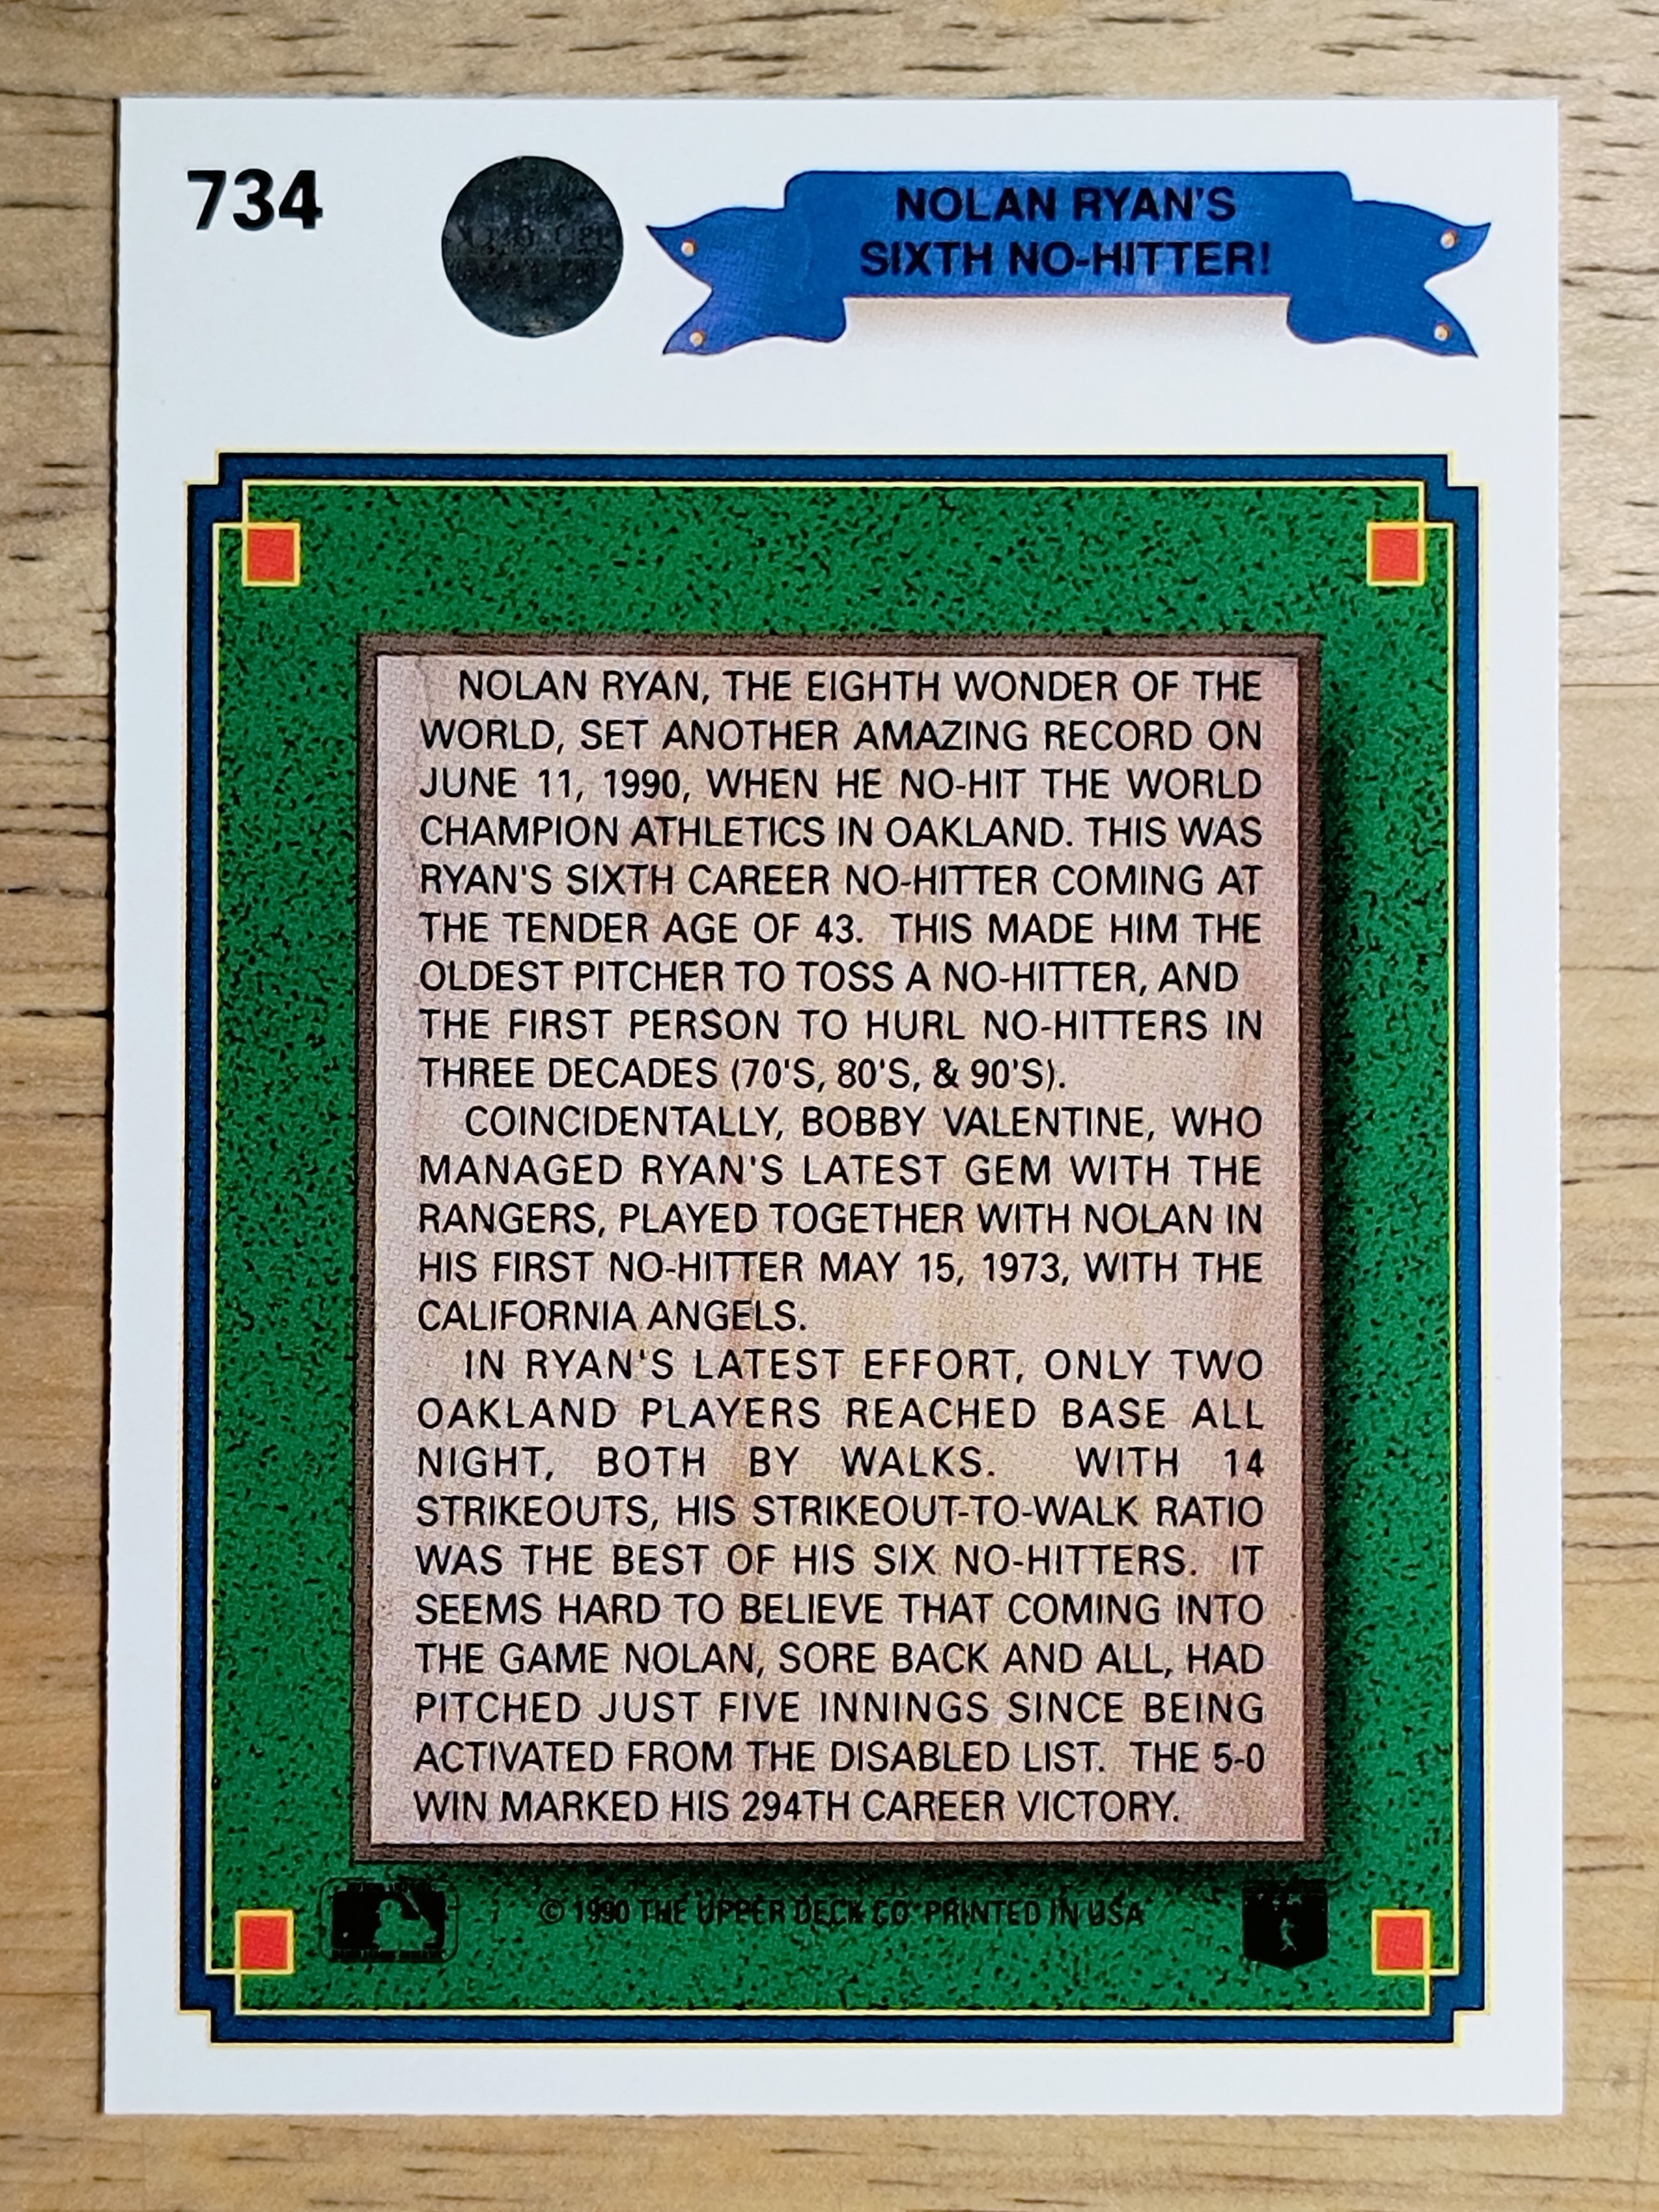 734
NOLAN RYAN'S
SIXTH NO-HITTER!
NOLAN RYAN, THE EIGHTH WONDER OF THE
WORLD, SET ANOTHER AMAZING RECORD ON
JUNE 11, 1990, WHEN HE NO-HIT THE WORLD
CHAMPION ATHLETICS IN OAKLAND. THIS WAS
RYAN'S SIXTH CAREER NO-HITTER COMING AT
THE TENDER AGE OF 43. THIS MADE HIM THE
OLDEST PITCHER TO TOSS A NO-HITTER, AND
THE FIRST PERSON TO HURL NO-HITTERS IN
THREE DECADES (70'S, 80'S, & 90'S).
COINCIDENTALLY, BOBBY VALENTINE, WHO
MANAGED RYAN'S LATEST GEM WITH THE
RANGERS, PLAYED TOGETHER WITH NOLAN IN
HIS FIRST NO-HITTER MAY 15, 1973, WITH THE
CALIFORNIA ANGELS.
IN RYAN'S LATEST EFFORT, ONLY TWO
OAKLAND PLAYERS REACHED BASE ALL
NIGHT, BOTH BY WALKS. WITH 14
STRIKEOUTS, HIS STRIKEOUT-TO-WALK RATIO
WAS THE BEST OF HIS SIX NO-HITTERS. IT
SEEMS HARD TO BELIEVE THAT COMING INTO
THE GAME NOLAN, SORE BACK AND ALL, HAD
PITCHED JUST FIVE INNINGS SINCE BEING
ACTIVATED FROM THE DISABLED LIST. THE 5-0
WIN MARKED HIS 294TH CAREER VICTORY.
© 1990 THE UPPER DECK CO PRINTED IN USA